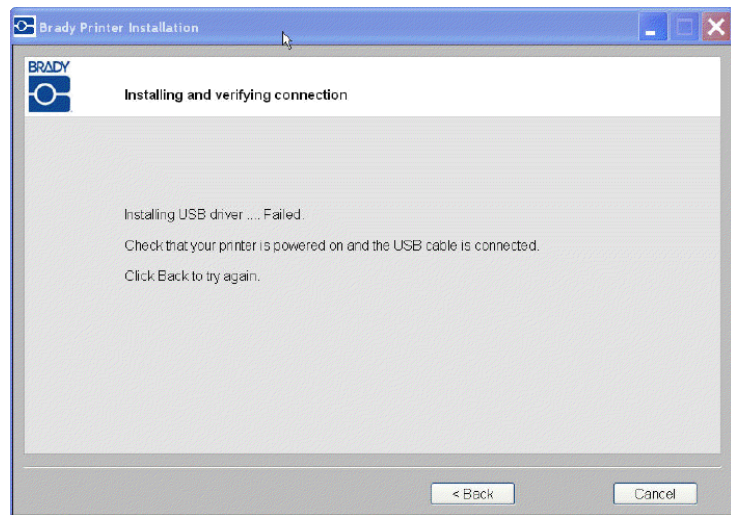 Brady Printer Installation
BRADY
Installing and verifying connection
Installing USB driver .... Failed.
Check that your printer is powered on and the USB cable is connected.
Click Back to try again.
< Back
Cancel